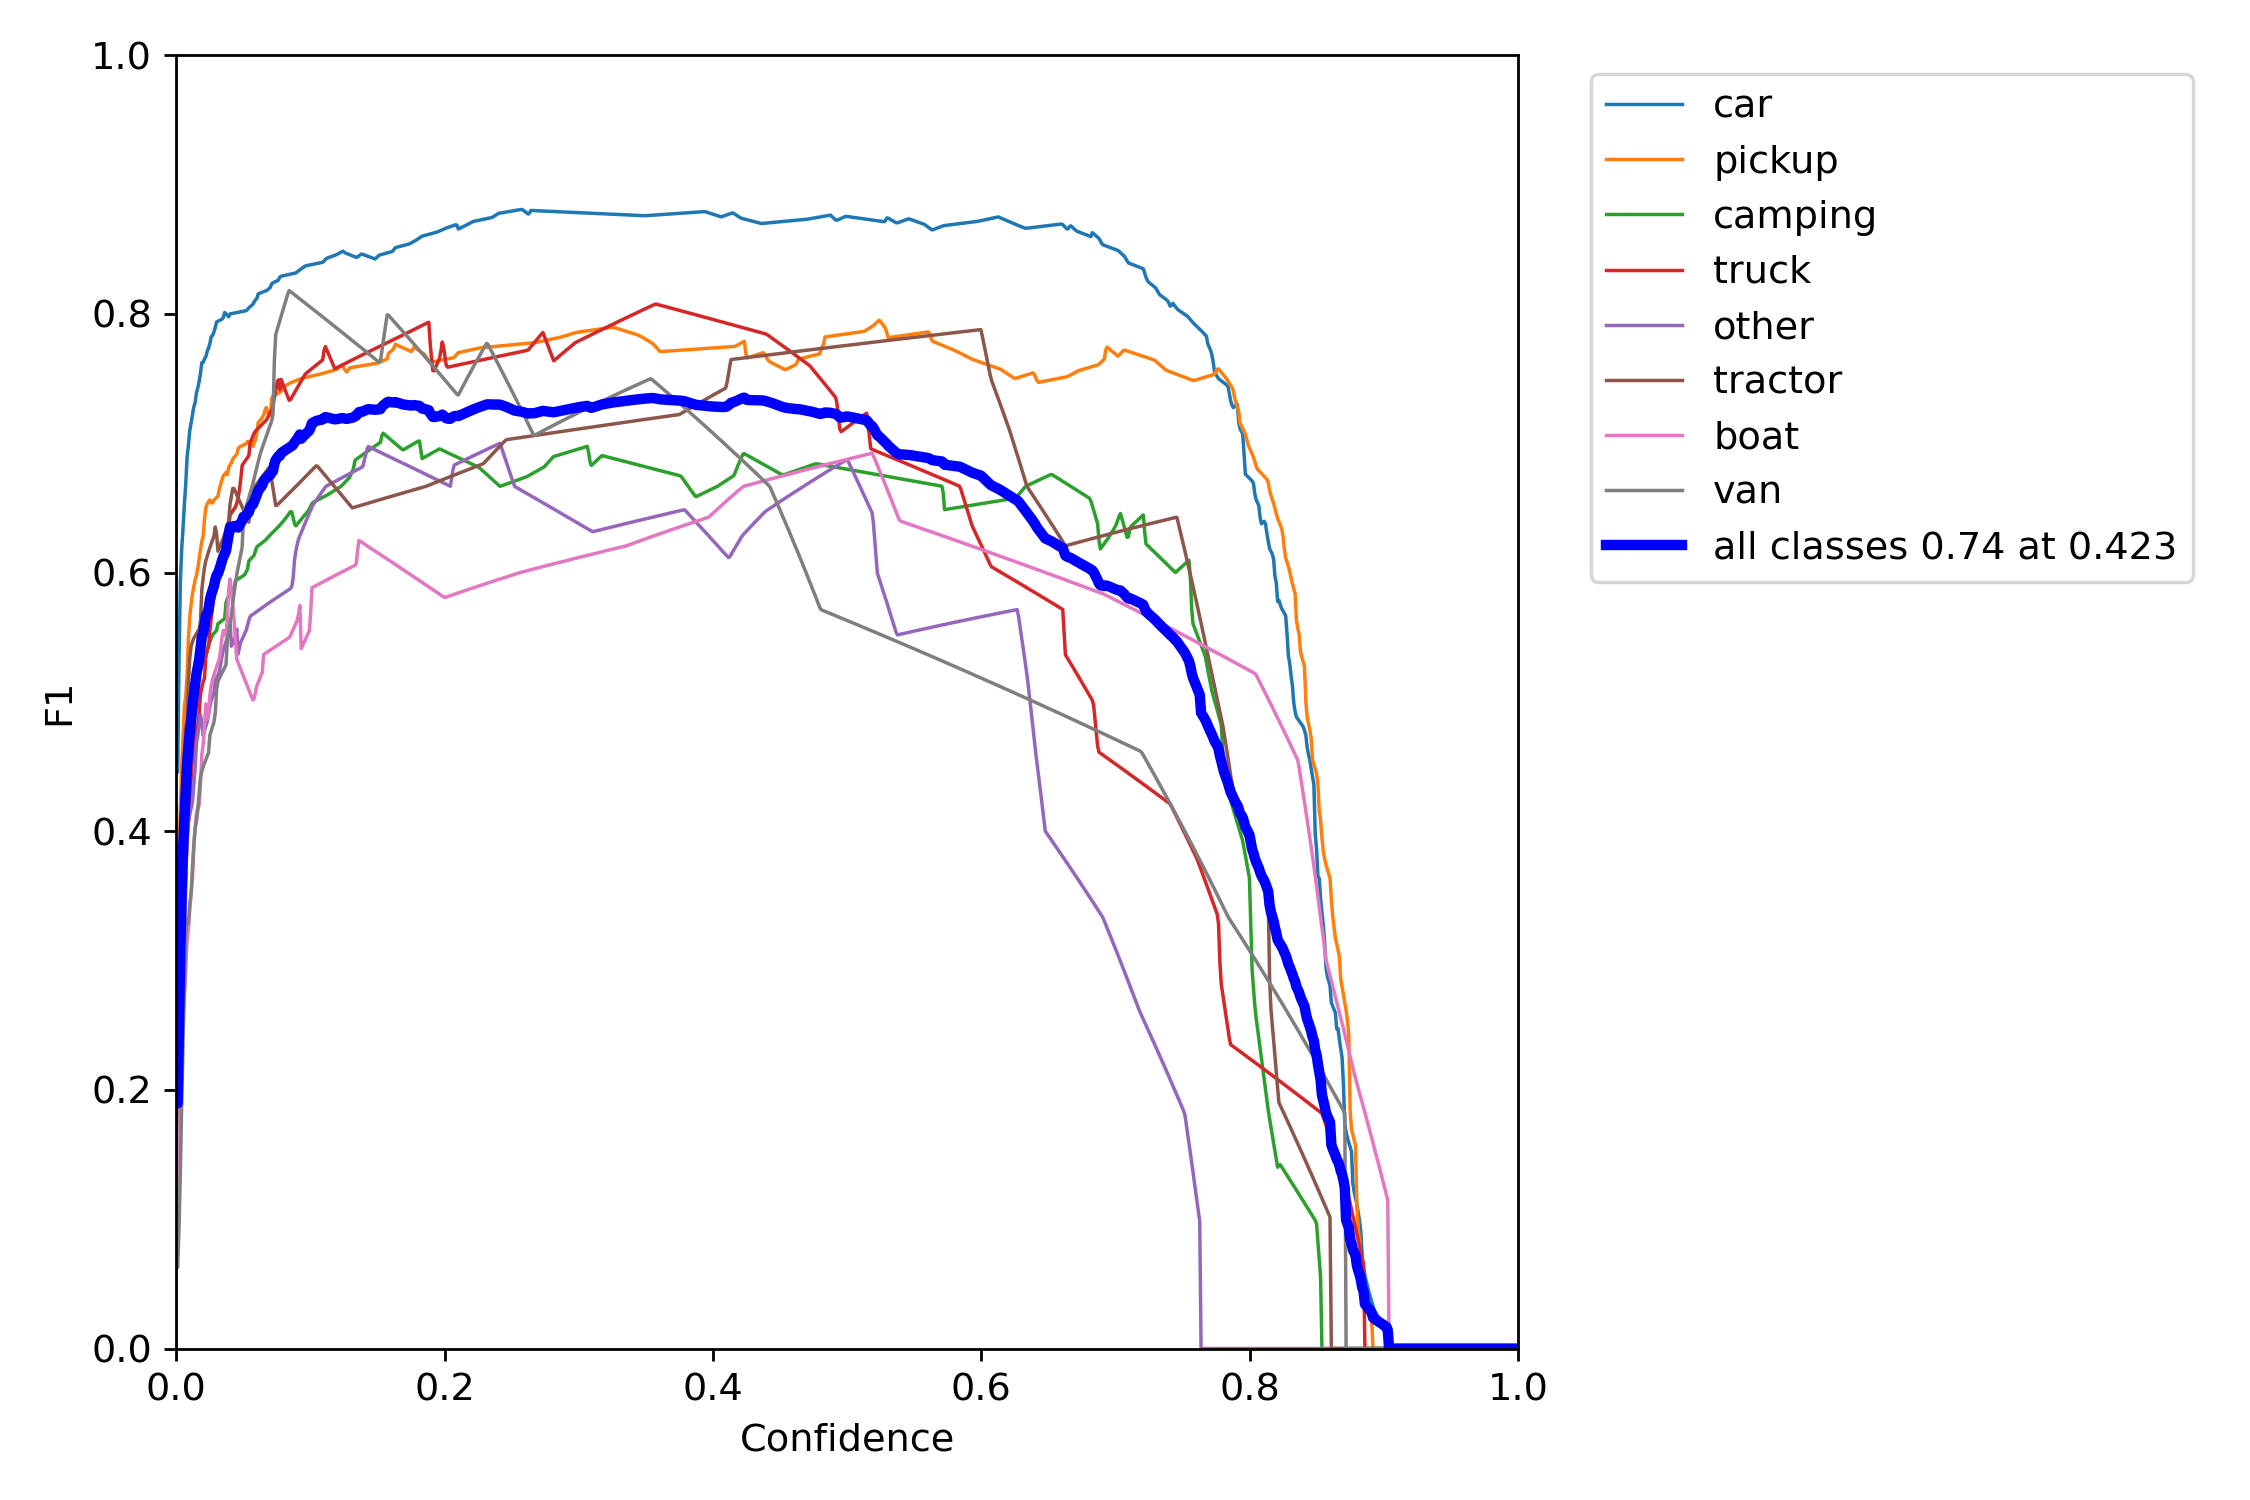 1.0
0.8
0.6
0.4
0.2
0.0
F1
0.0 0.2 0.4 0.6 0.8 1.0
Confidence
car
pickup
camping
truck
other
tractor
boat
van
all classes 0.74 at 0.423